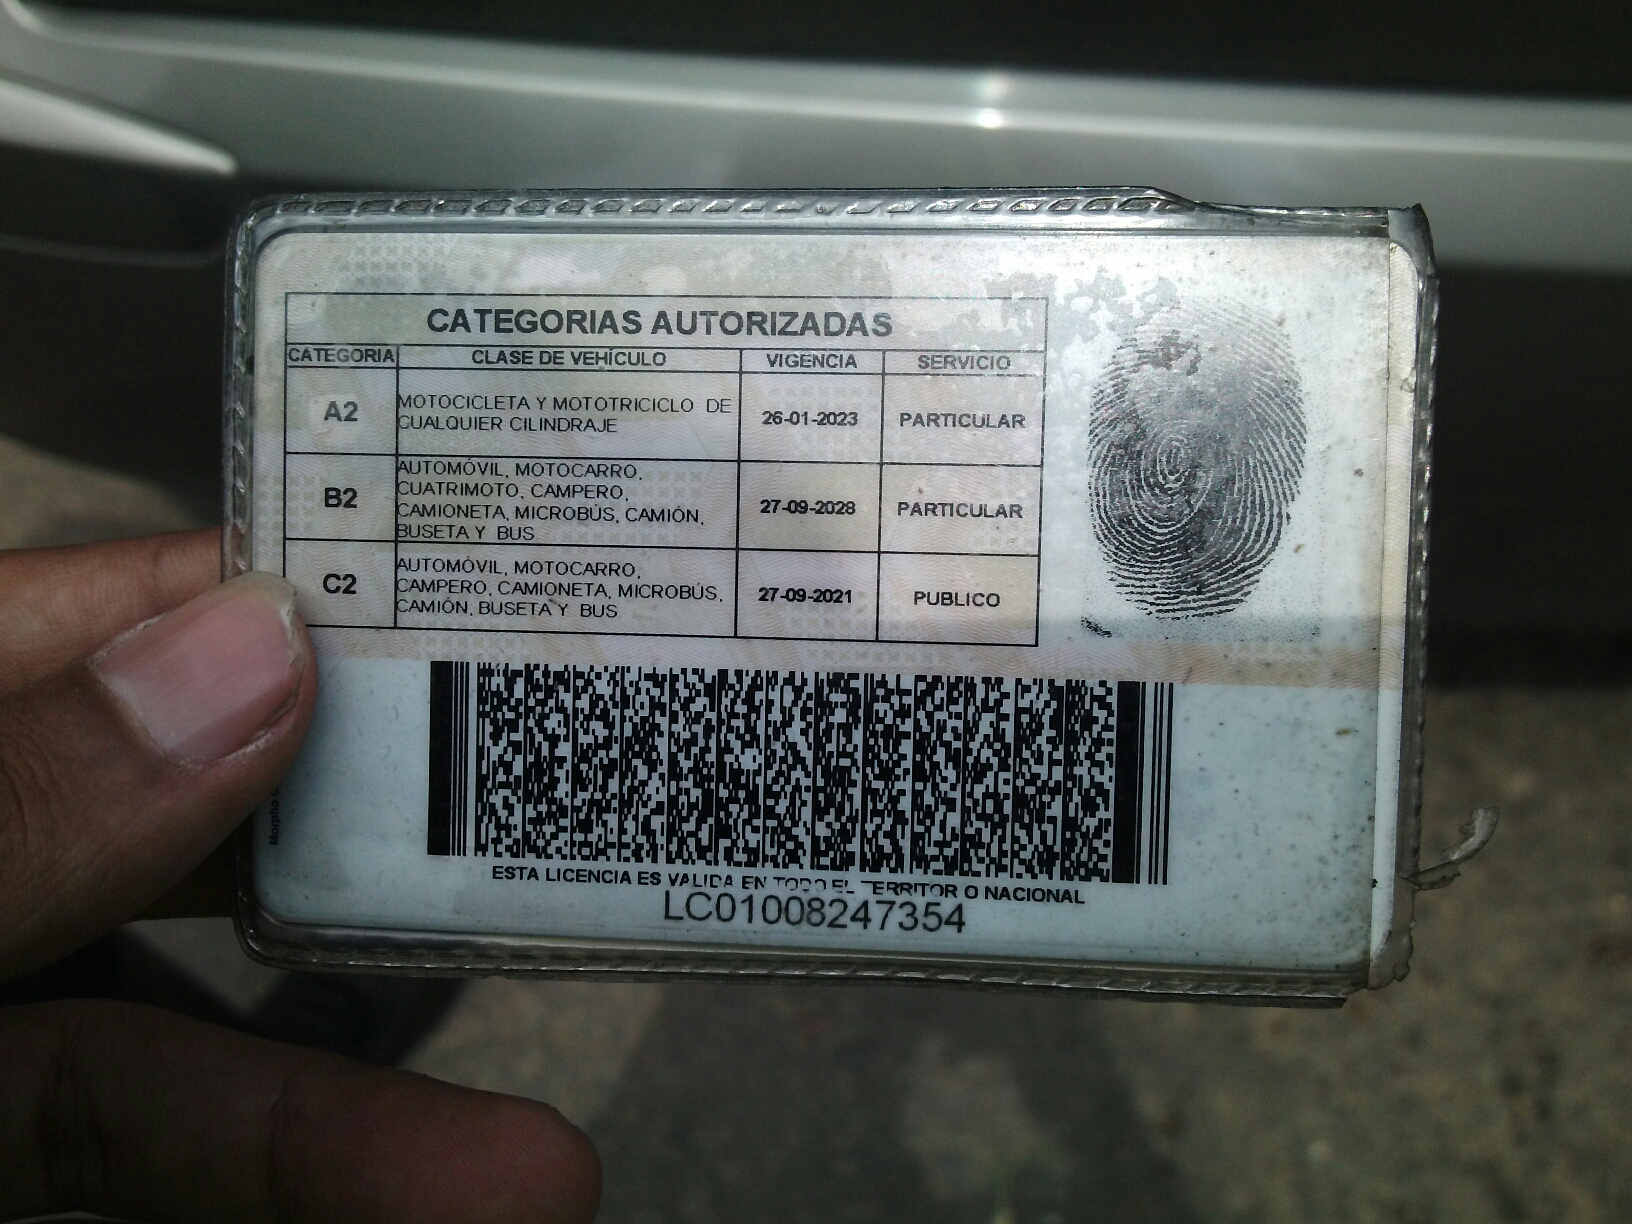 CATEGORIAS AUTORIZADAS
CATEGORIA CLASE DE VEHÍCULO VIGENCIA SERVICIO
A2 MOTOCICLETA Y MOTOTRICICLO DE
CUALQUIER CILINDRAJE 26-01-2023 PARTICULAR
B2 AUTOMÓVIL, MOTOCARRO,
CUATRIMOTO, CAMPERO,
CAMIONETA, MICROBÚS, CAMIÓN,
BUSETA Y BUS 27-09-2028 PARTICULAR
C2 AUTOMÓVIL, MOTOCARRO,
CAMPERO, CAMIONETA, MICROBÚS,
CAMIÓN, BUSETA Y BUS 27-09-2021 PUBLICO
Morpho
ESTA LICENCIA ES VALIDA EN TODO EL TERRITORIO NACIONAL
LC01008247354